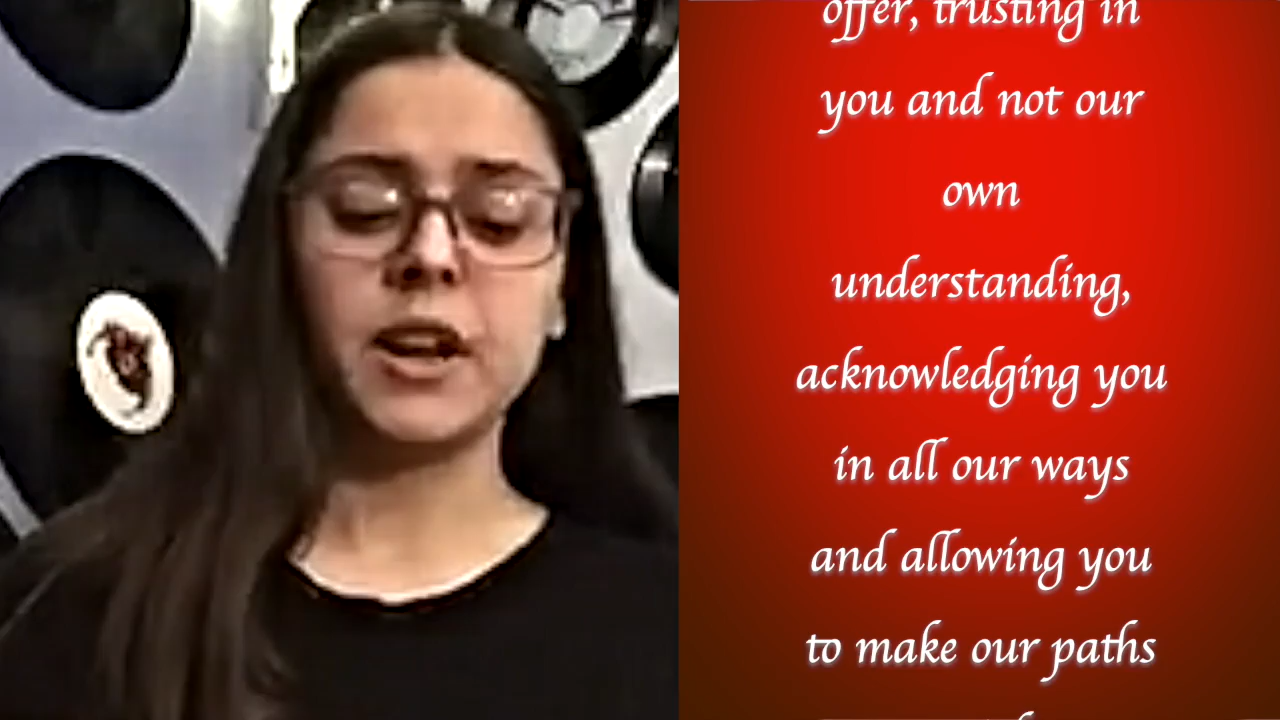 offer, trusting in
you and not our
own
understanding,
acknowledging you
in all our ways
and allowing you
to make our paths